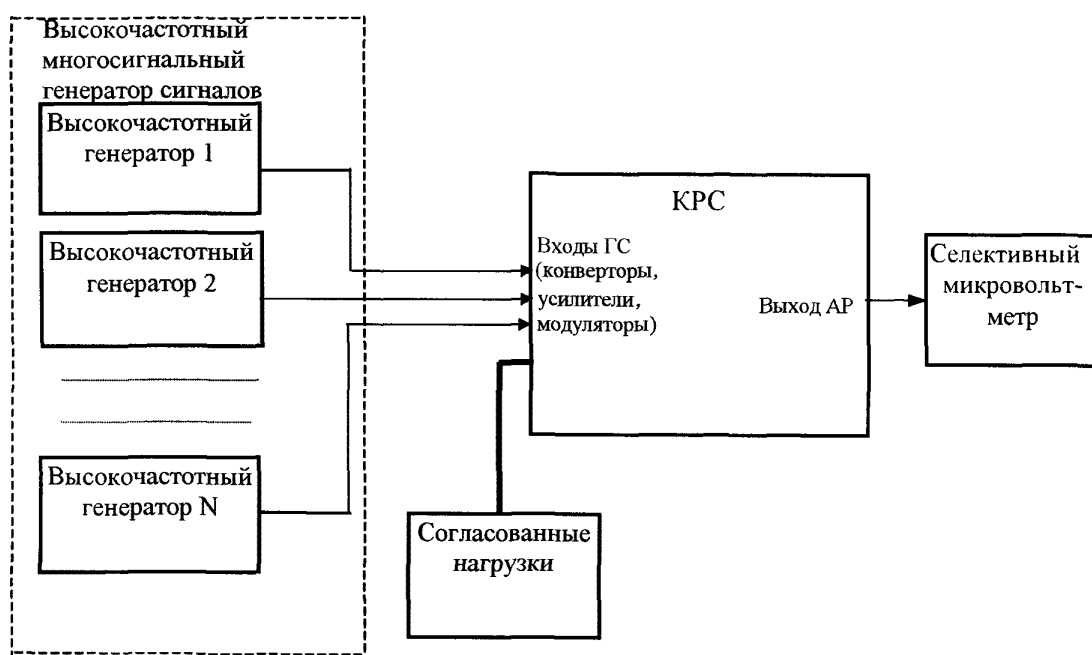 Высокочастотный
многосигнальный
генератор сигналов
Высокочастотный
генератор 1
Высокочастотный
генератор 2
Высокочастотный
генератор N
КРС
Входы ГС
(конверторы,
усилители,
модуляторы)
Выход АР
Согласованные
нагрузки
Селективный
микровольт-
метр